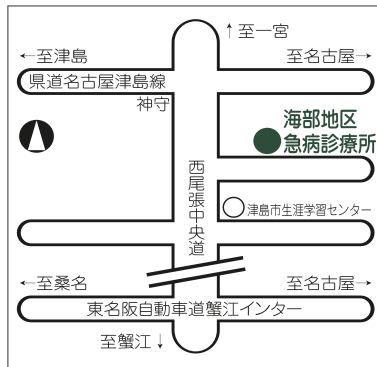 ↑至一宮
←至津島
至名古屋→
県道名古屋津島線
神守
海部地区
急病診療所
西尾張中央道
津島市生涯学習センター
←至桑名
至名古屋→
東名阪自動車道蟹江インター
至蟹江↓